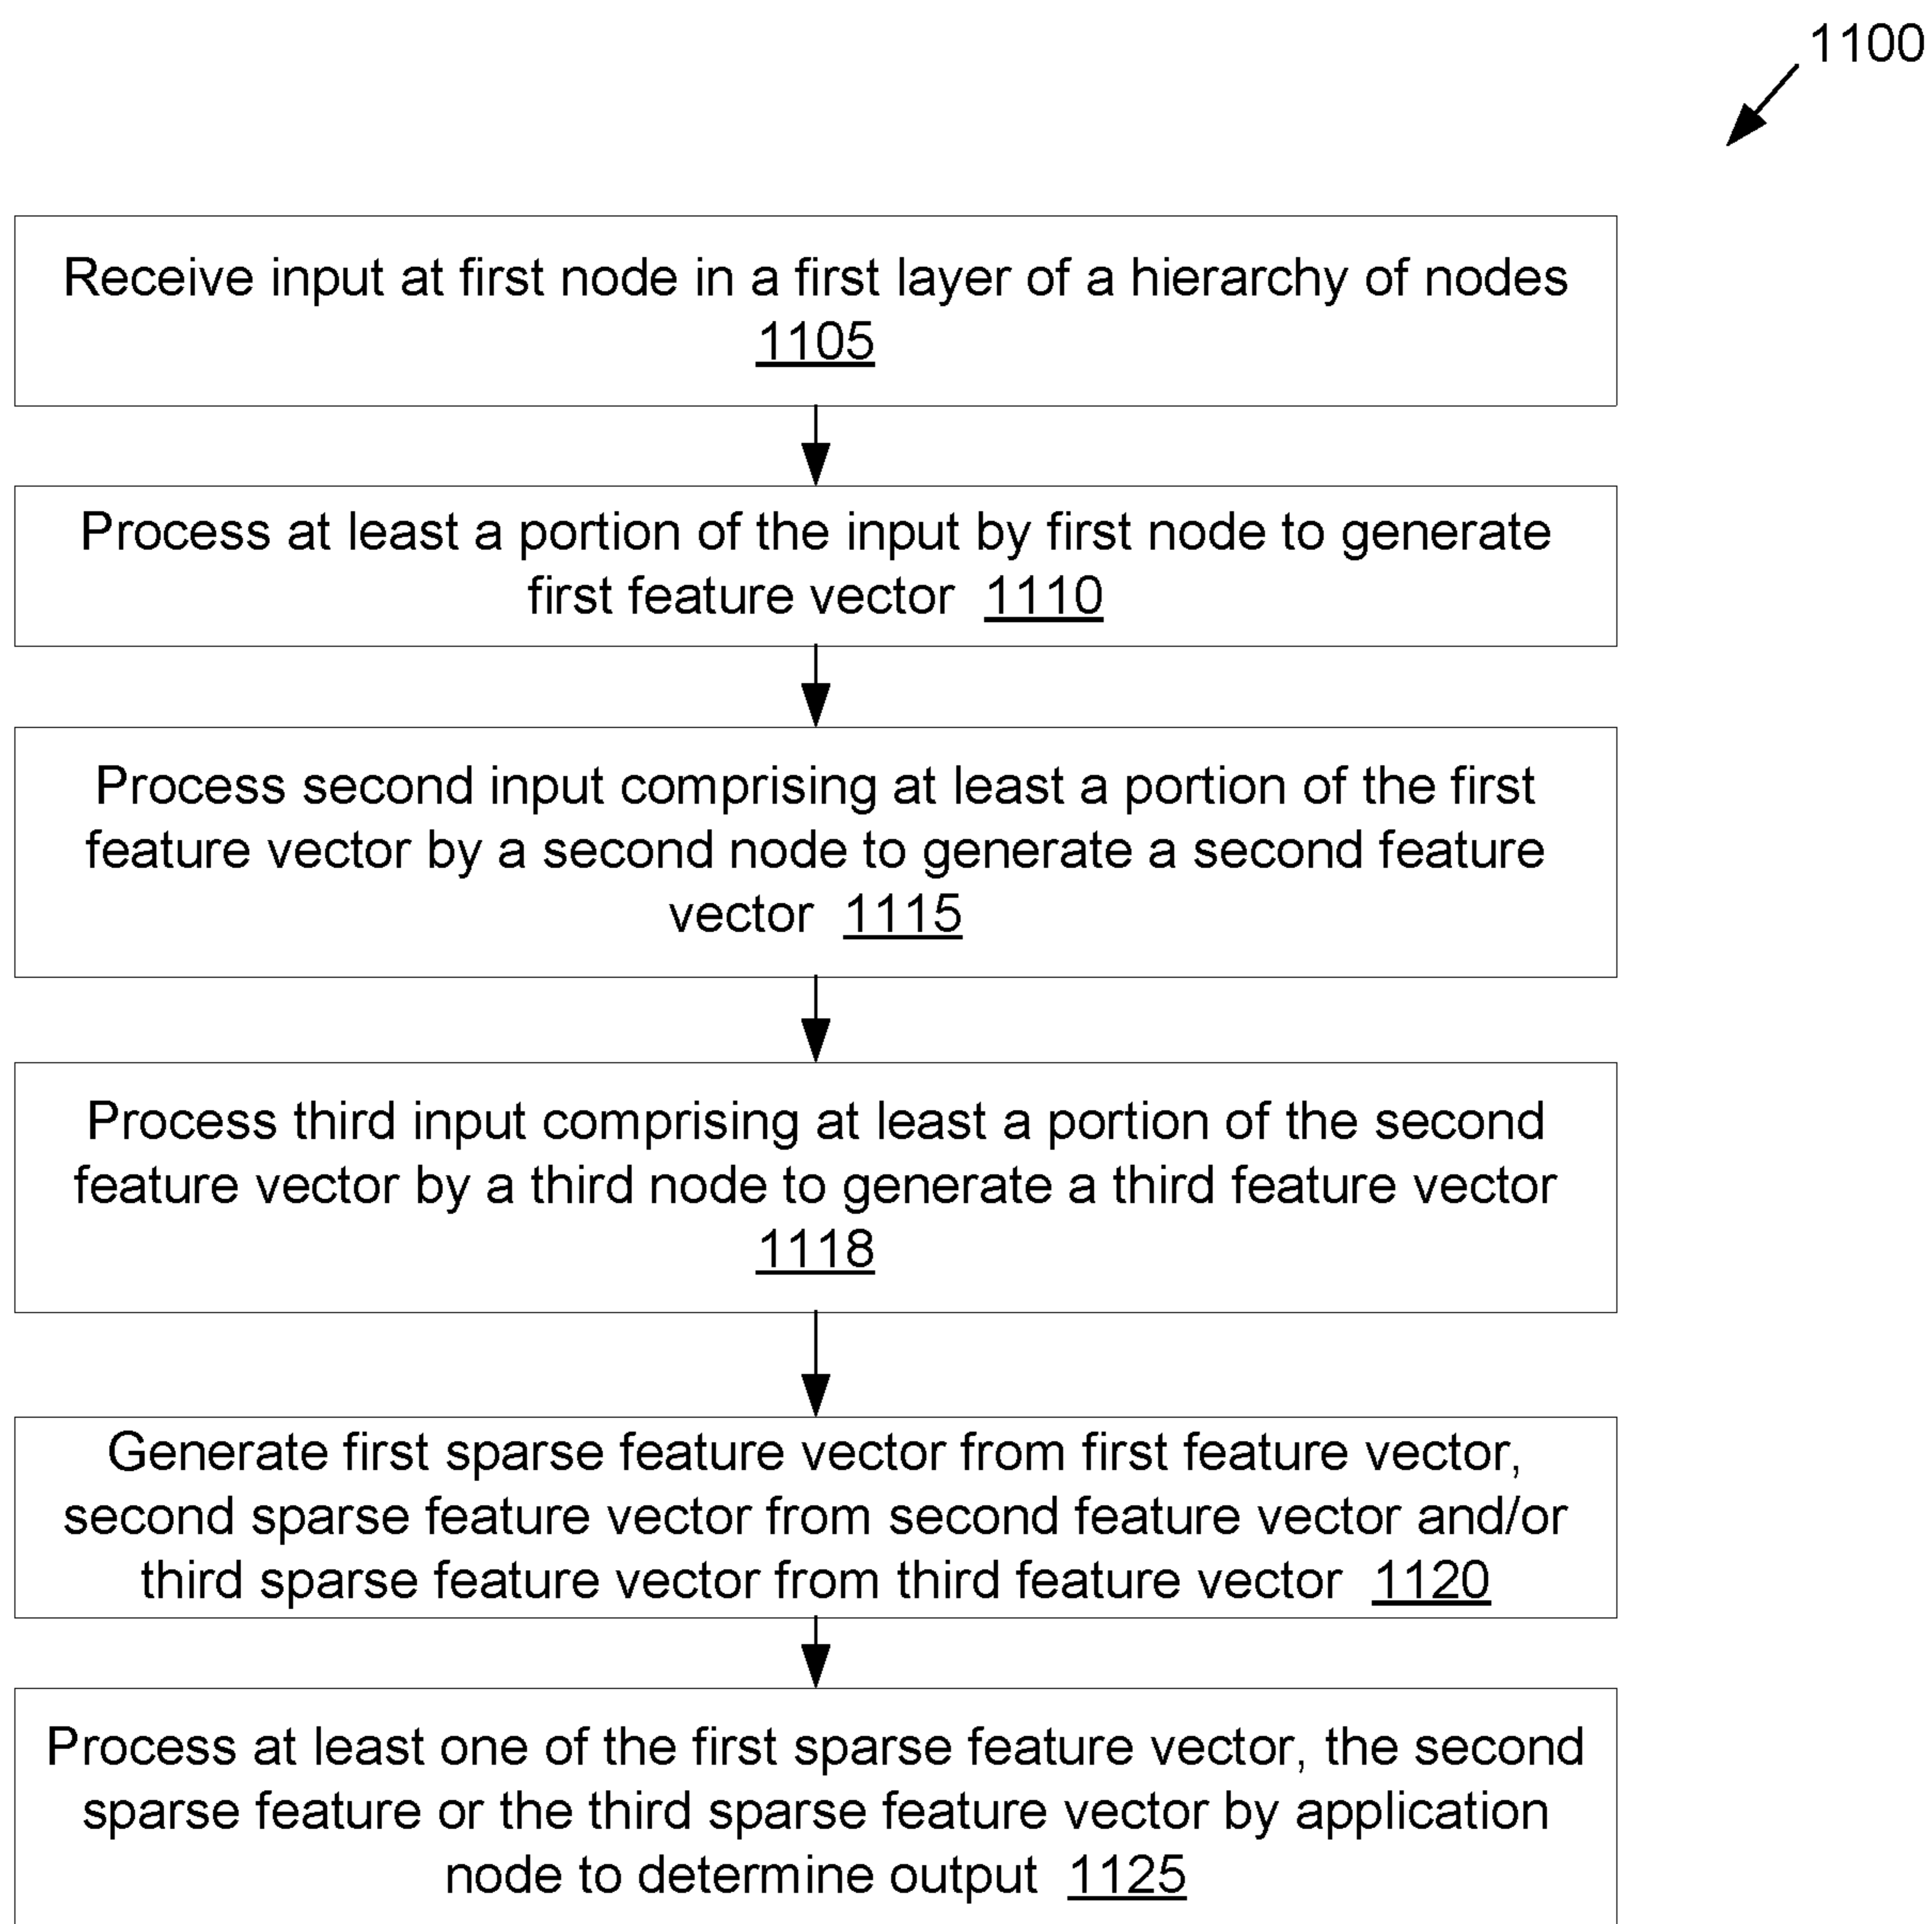 1100
Receive input at first node in a first layer of a hierarchy of nodes
1105
Process at least a portion of the input by first node to generate
first feature vector 1110
Process second input comprising at least a portion of the first
feature vector by a second node to generate a second feature
vector 1115
Process third input comprising at least a portion of the second
feature vector by a third node to generate a third feature vector
1118
Generate first sparse feature vector from first feature vector,
second sparse feature vector from second feature vector and/or
third sparse feature vector from third feature vector 1120
Process at least one of the first sparse feature vector, the second
sparse feature or the third sparse feature vector by application
node to determine output 1125